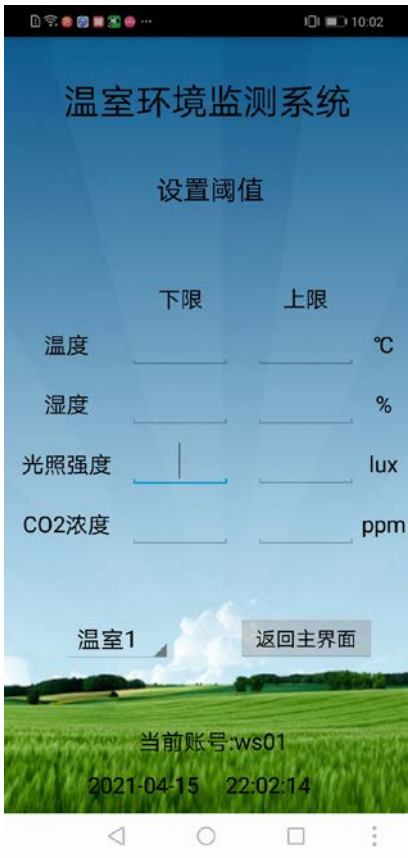 10:02
温室环境监测系统
设置阈值
下限 上限
温度 ℃
湿度 %
光照强度 lux
CO2浓度 ppm
温室1 返回主界面
当前账号:ws01
2021-04-15 22:02:14